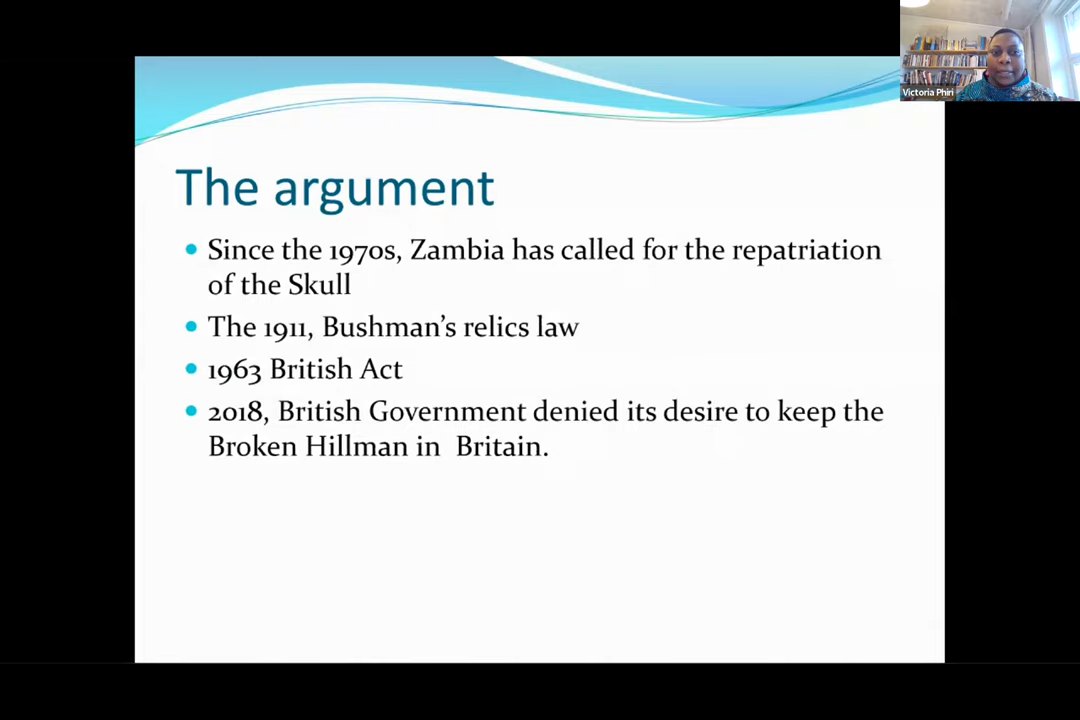 Victoria Phiri
The argument
• Since the 1970s, Zambia has called for the repatriation
of the Skull
• The 1911, Bushman's relics law
• 1963 British Act
• 2018, British Government denied its desire to keep the
Broken Hillman in  Britain.